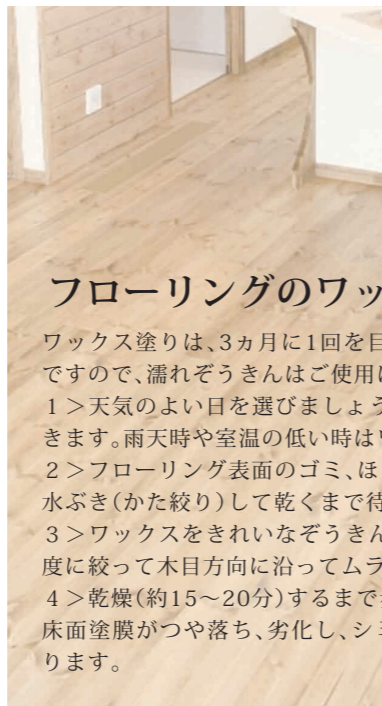 フローリングのワッ
ワックス塗りは、3ヵ月に1回を目
ですので、濡れぞうきんはご使用
1＞天気のよい日を選びましょう
きます。雨天時や室温の低い時は
2＞フローリング表面のゴミ、ほ
水ぶき(かた絞り)して乾くまで待
3＞ワックスをきれいなぞうきん
度に絞って木目方向に沿ってムラ
4＞乾燥(約15〜20分)するまで
床面塗膜がつや落ち、劣化し、シミ
ります。